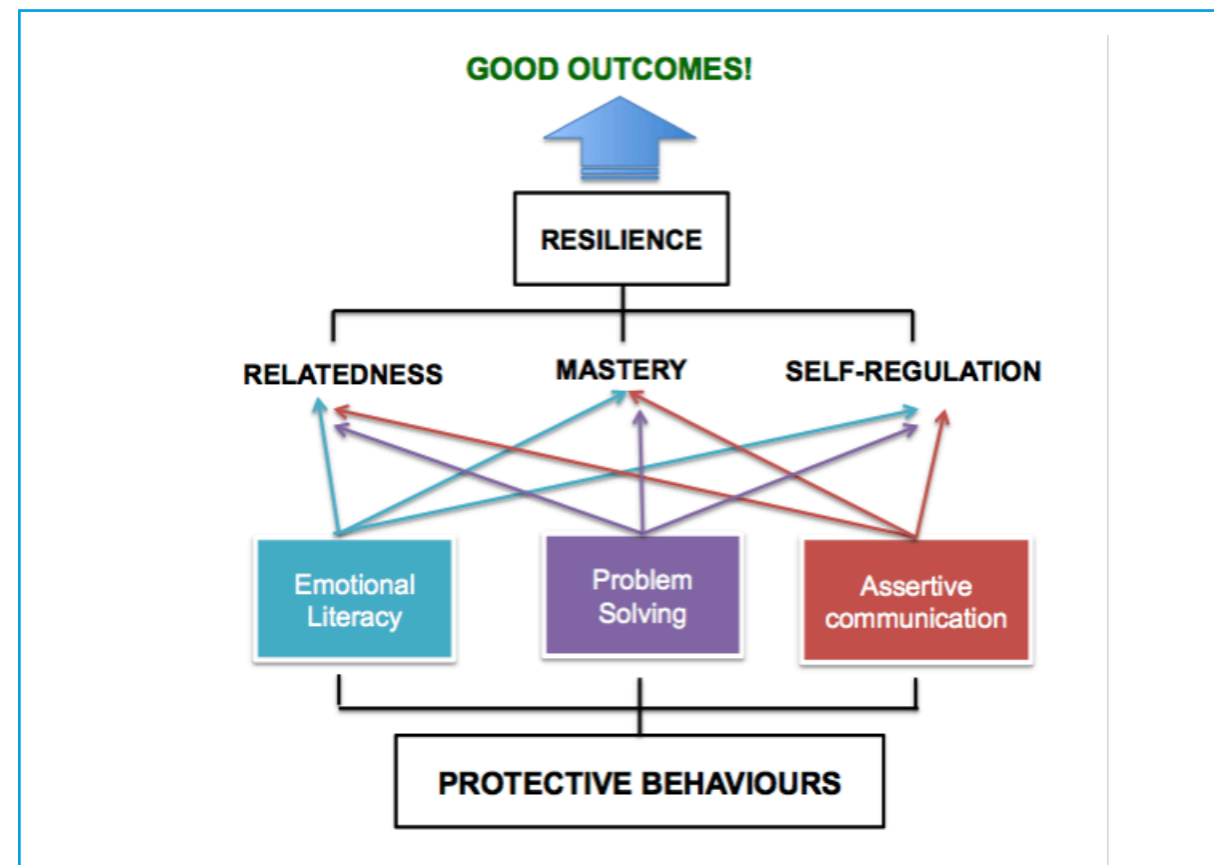 GOOD OUTCOMES!
RESILIENCE
RELATEDNESS
MASTERY
SELF-REGULATION
Emotional
Literacy
Problem
Solving
Assertive
communication
PROTECTIVE BEHAVIOURS